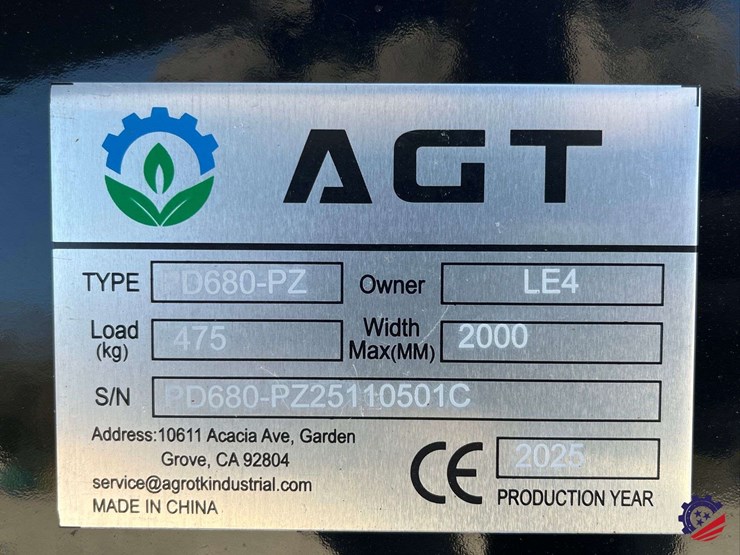 AGT
TYPE PD680-PZ Owner LE4
Load (kg) 475 Width Max(MM) 2000
S/N PD680-PZ25110501C
Address:10611 Acacia Ave, Garden
Grove, CA 92804
service@agrotkindustrial.com
MADE IN CHINA
CE 2025
PRODUCTION YEAR